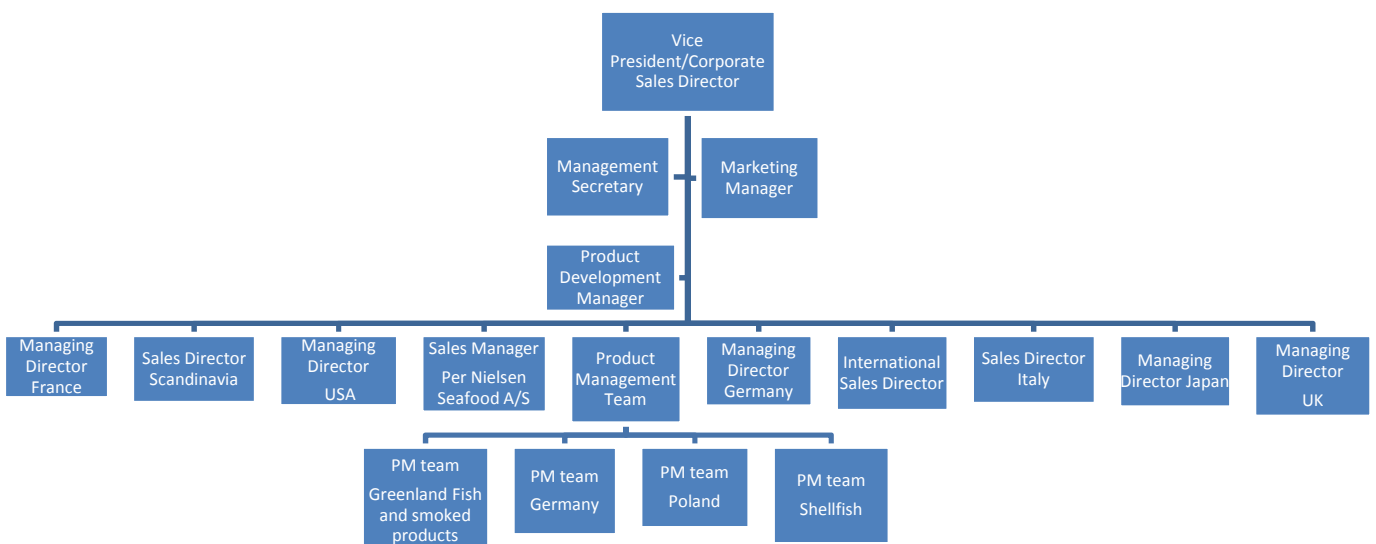 Vice
President/Corporate
Sales Director
Management
Secretary
Marketing
Manager
Product
Development
Manager
Managing
Director
France
Sales Director
Scandinavia
Managing
Director
USA
Sales Manager
Per Nielsen
Seafood A/S
Product
Management
Team
Managing
Director
Germany
International
Sales Director
Sales Director
Italy
Managing
Director Japan
Managing
Director
UK
PM team
Greenland Fish
and smoked
products
PM team
Germany
PM team
Poland
PM team
Shellfish